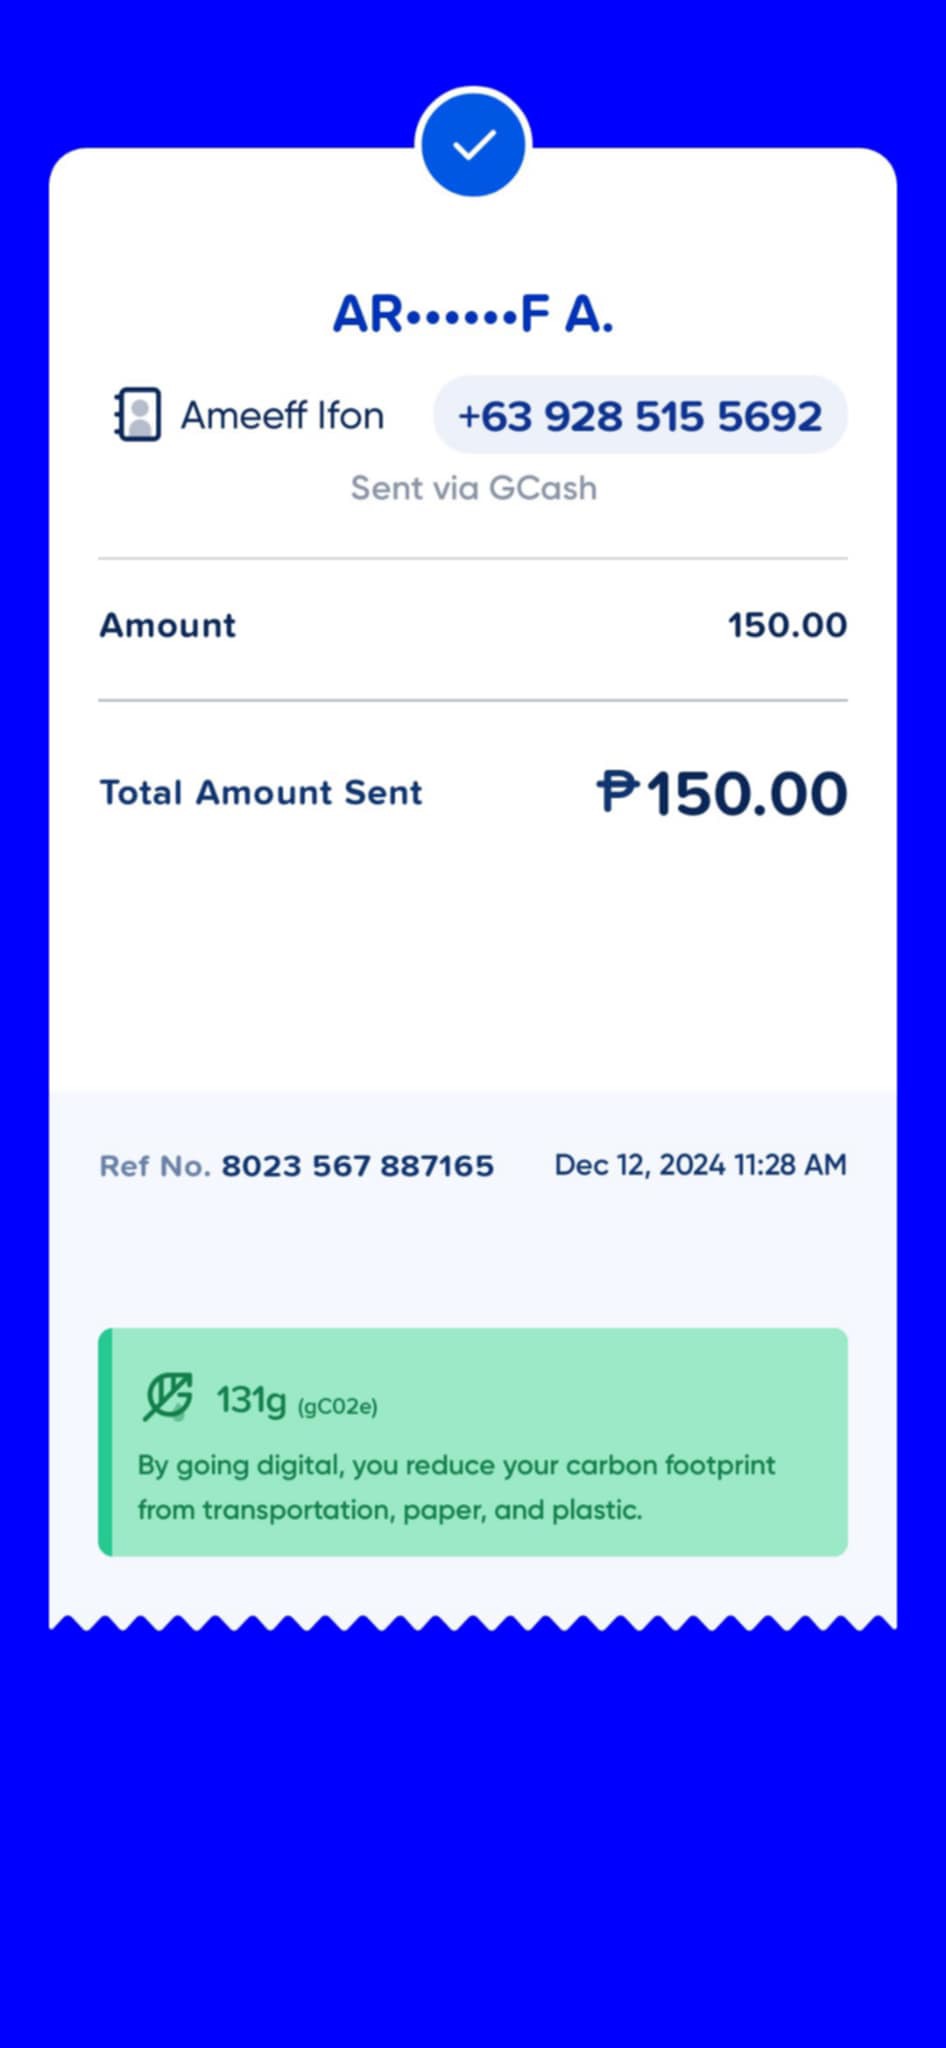 AR••••••F A.
Ameeff Ifon +63 928 515 5692
Sent via GCash
Amount 150.00
Total Amount Sent ₱150.00
Ref No. 8023 567 887165 Dec 12, 2024 11:28 AM
131g (gC02e)
By going digital, you reduce your carbon footprint
from transportation, paper, and plastic.